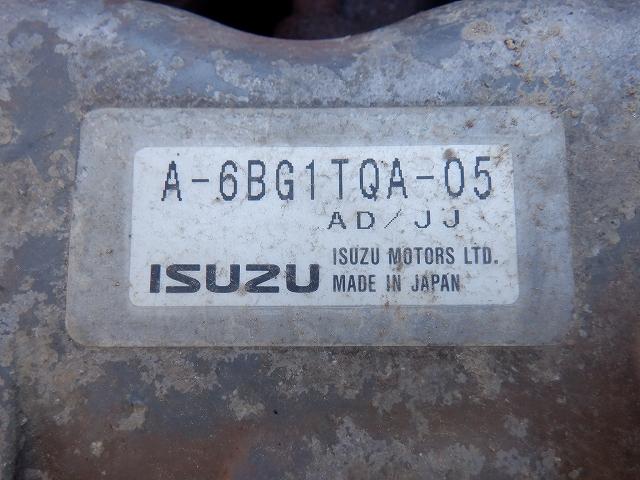 A-6BG1TQA-05
AD/JJ
ISUZU
ISUZU MOTORS LTD.
MADE IN JAPAN